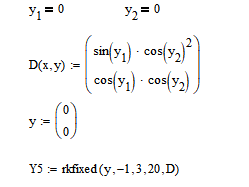 y₁ = 0 y₂ = 0
D(x,y) := ( sin(y₁) · cos(y₂)²
cos(y₁) · cos(y₂) )
y := ( 0
0 )
Y5 := rkfixed(y,-1,3,20,D)